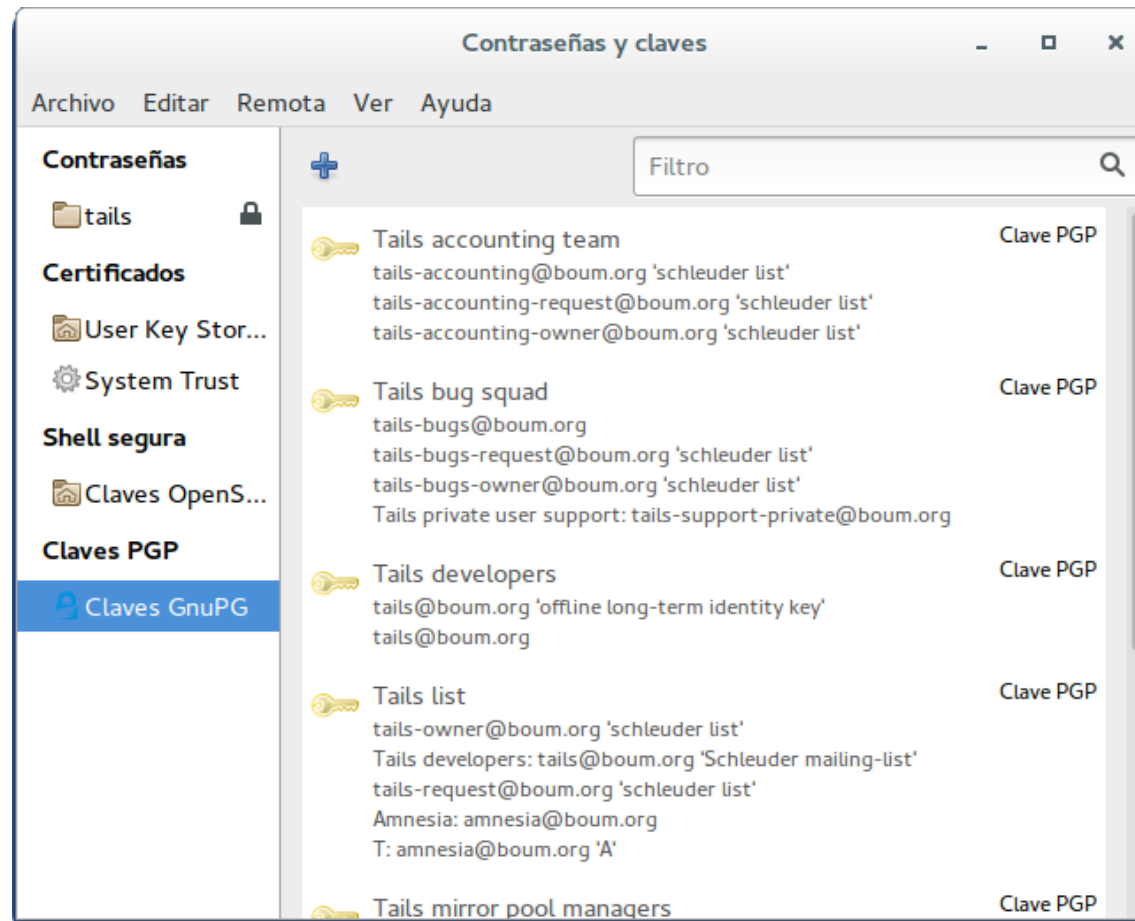 Contraseñas y claves
Archivo Editar Remota Ver Ayuda
Contraseñas
tails
Certificados
User Key Stor...
System Trust
Shell segura
Claves OpenS...
Claves PGP
Claves GnuPG
Filtro
Tails accounting team Clave PGP
tails-accounting@boum.org 'schleuder list'
tails-accounting-request@boum.org 'schleuder list'
tails-accounting-owner@boum.org 'schleuder list'
Tails bug squad Clave PGP
tails-bugs@boum.org
tails-bugs-request@boum.org 'schleuder list'
tails-bugs-owner@boum.org 'schleuder list'
Tails private user support: tails-support-private@boum.org
Tails developers Clave PGP
tails@boum.org 'offline long-term identity key'
tails@boum.org
Tails list Clave PGP
tails-owner@boum.org 'schleuder list'
Tails developers: tails@boum.org 'Schleuder mailing-list'
tails-request@boum.org 'schleuder list'
Amnesia: amnesia@boum.org
T: amnesia@boum.org 'A'
Tails mirror pool managers Clave PGP